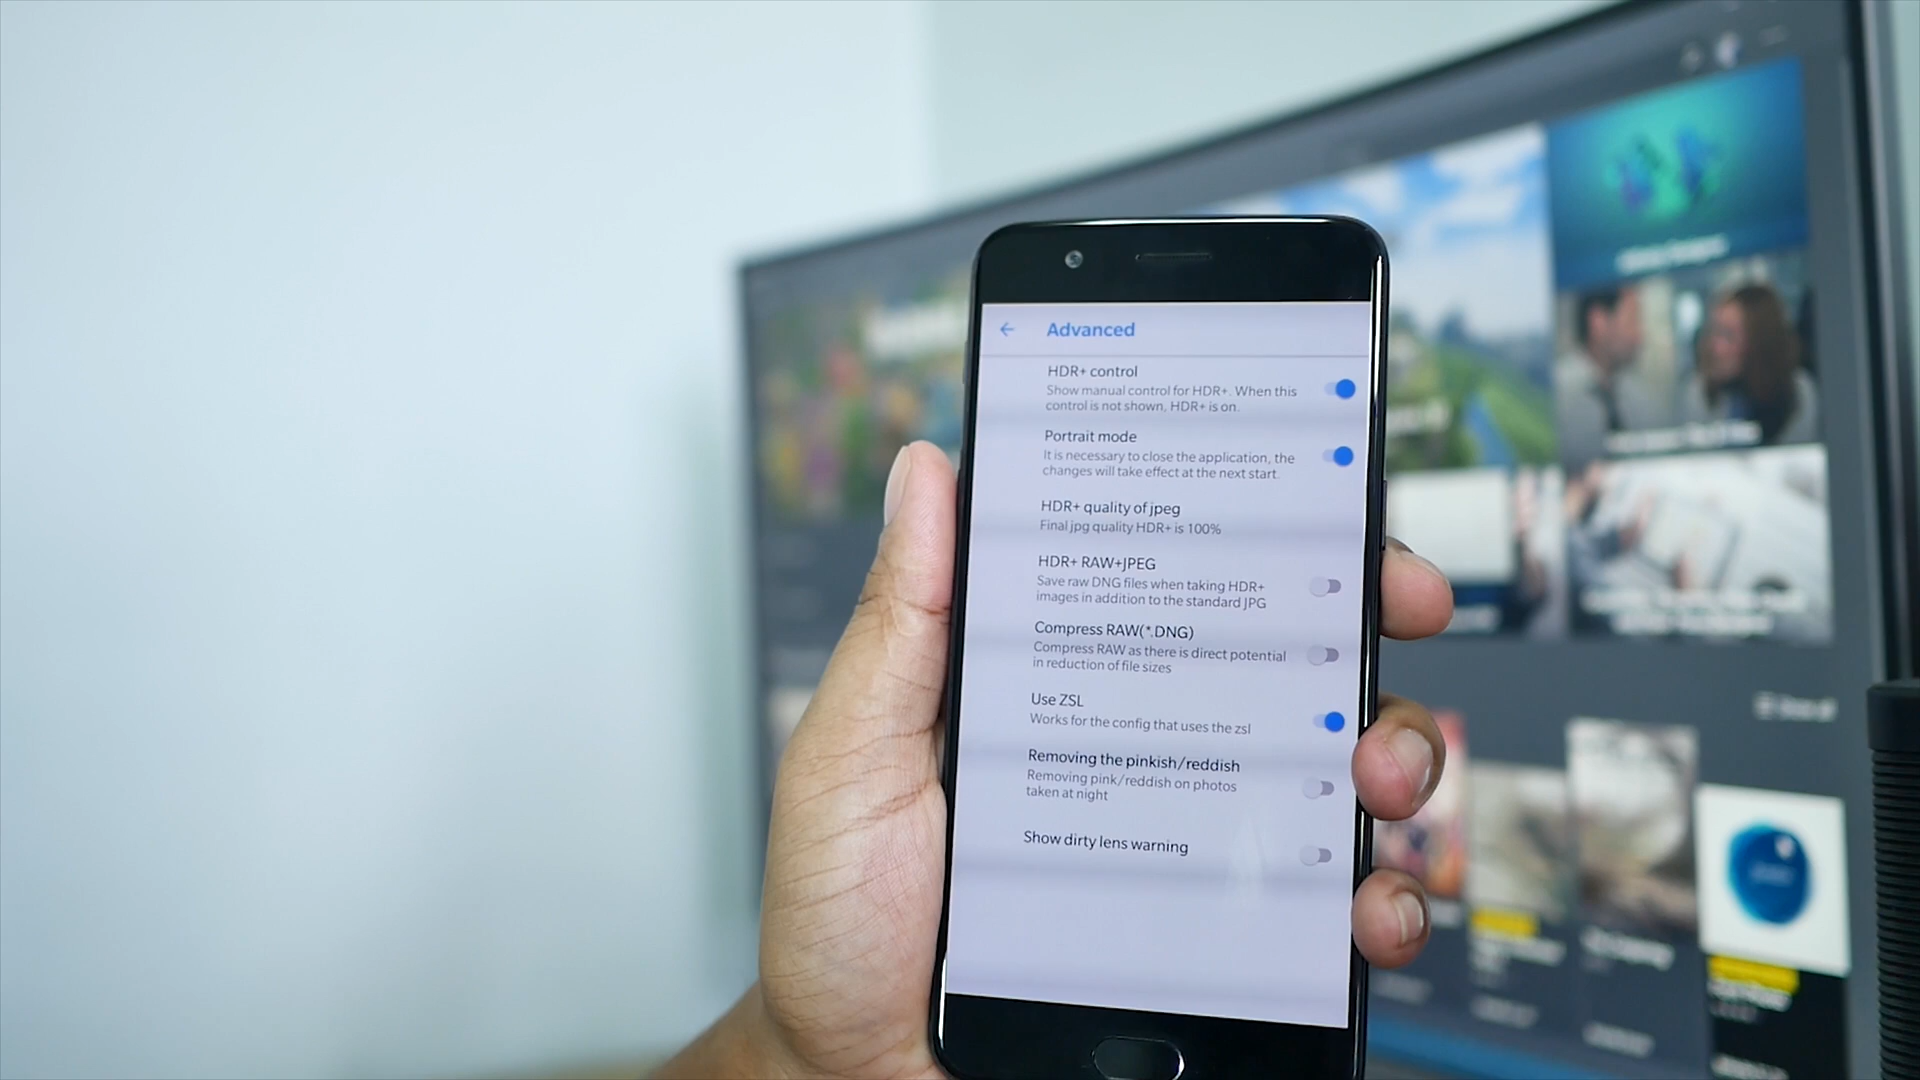 Advanced
HDR+ control
Show manual control for HDR+. When this
control is not shown, HDR+ is on.
Portrait mode
It is necessary to close the application, the
changes will take effect at the next start.
HDR+ quality of jpeg
Final jpg quality HDR+ is 100%
HDR+ RAW+JPEG
Save raw DNG files when taking HDR+
images in addition to the standard JPG
Compress RAW(*.DNG)
Compress RAW as there is direct potential
in reduction of file sizes
Use ZSL
Works for the config that uses the zsl
Removing the pinkish/reddish
Removing pink/reddish on photos
taken at night
Show dirty lens warning